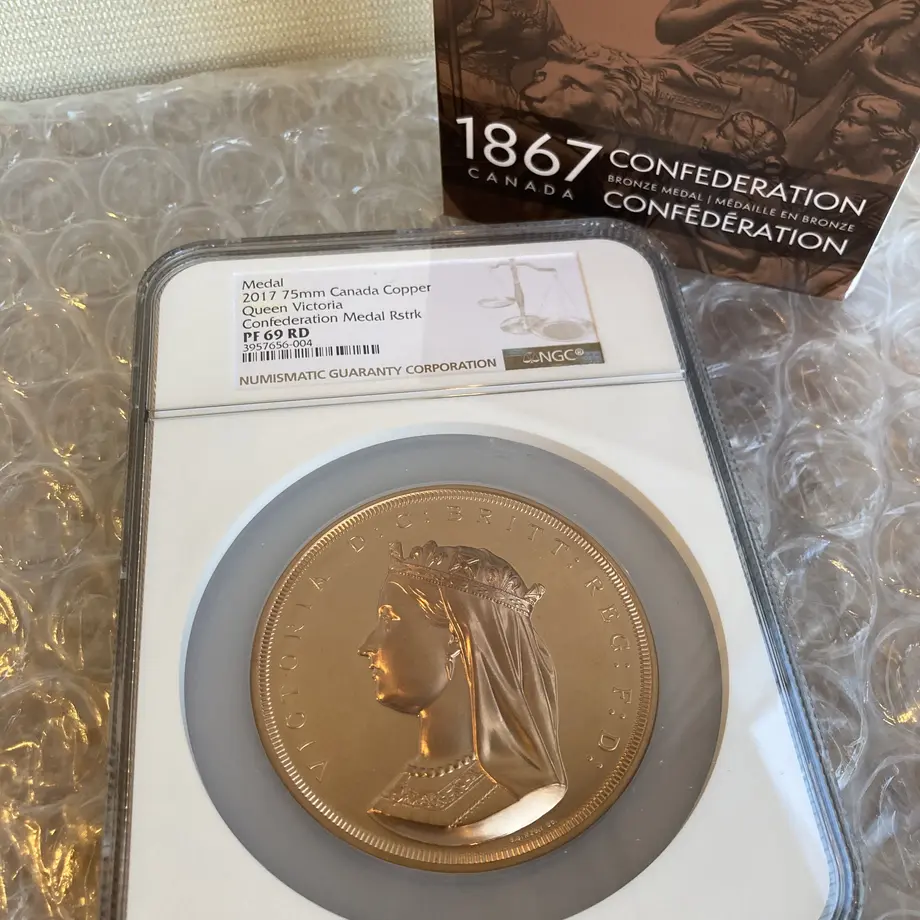 1867
CANADA
CONFEDERATION
BRONZE MEDAL | MÉDAILLE EN BRONZE
CONFÉDÉRATION
Medal
2017 75mm Canada Copper
Queen Victoria
Confederation Medal Rstrk
PF 69 RD
3957656-004
NGC®
NUMISMATIC GUARANTY CORPORATION
VICTORIA D:G: BRITT: REG: F:D: